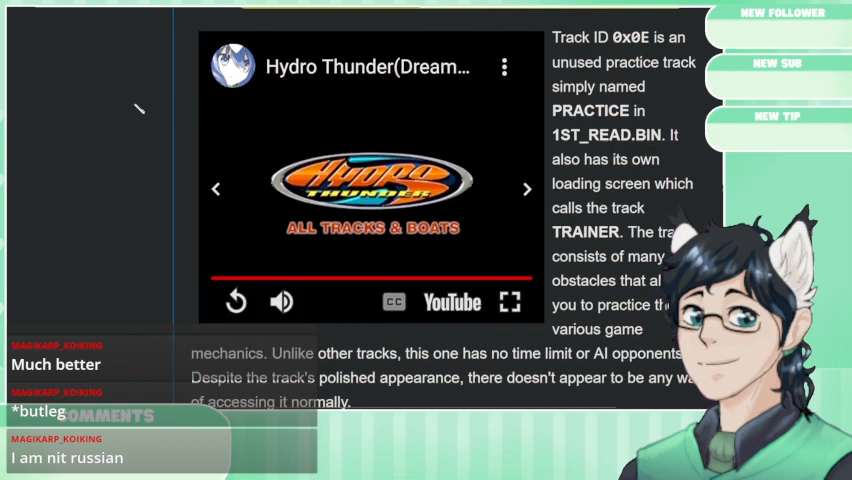 NEW FOLLOWER
NEW SUB
NEW TIP
Hydro Thunder(Dream...
HYDRO
THUNDER
ALL TRACKS & BOATS
CC
YouTube
Track ID 0x0E is an
unused practice track
simply named
PRACTICE in
1ST_READ.BIN. It
also has its own
loading screen which
calls the track
TRAINER. The
consists of many
obstacles that
you to practice
various game
mechanics. Unlike other tracks, this one has no time limit or AI opponents
Despite the track's polished appearance, there doesn't appear to be any
of accessing it normally.
MAGIKARP_KOIKING
Much better
MAGIKARP_KOIKING
*butleg
COMMENTS
MAGIKARP_KOIKING
I am nit russian